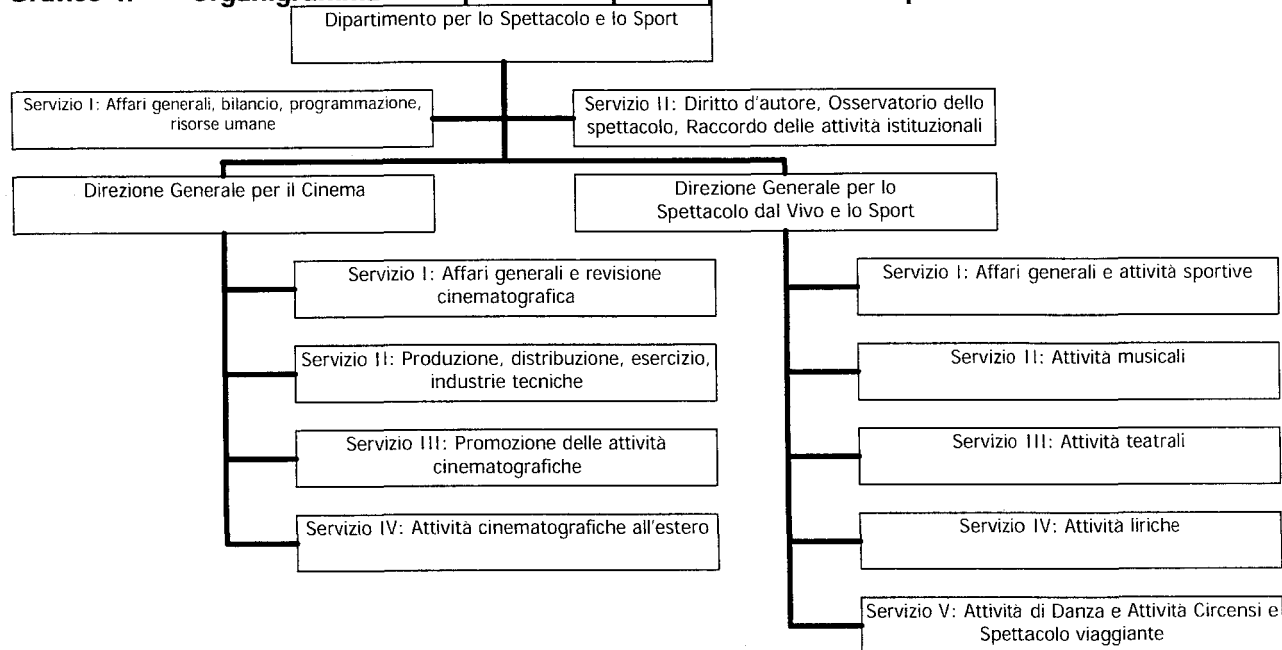 Dipartimento per lo Spettacolo e lo Sport
Servizio I: Affari generali, bilancio, programmazione,
risorse umane
Servizio II: Diritto d'autore, Osservatorio dello
spettacolo, Raccordo delle attività istituzionali
Direzione Generale per il Cinema
Direzione Generale per lo
Spettacolo dal Vivo e lo Sport
Servizio I: Affari generali e revisione
cinematografica
Servizio II: Produzione, distribuzione, esercizio,
industrie tecniche
Servizio III: Promozione delle attività
cinematografiche
Servizio IV: Attività cinematografiche all'estero
Servizio I: Affari generali e attività sportive
Servizio II: Attività musicali
Servizio III: Attività teatrali
Servizio IV: Attività liriche
Servizio V: Attività di Danza e Attività Circensi e
Spettacolo viaggiante